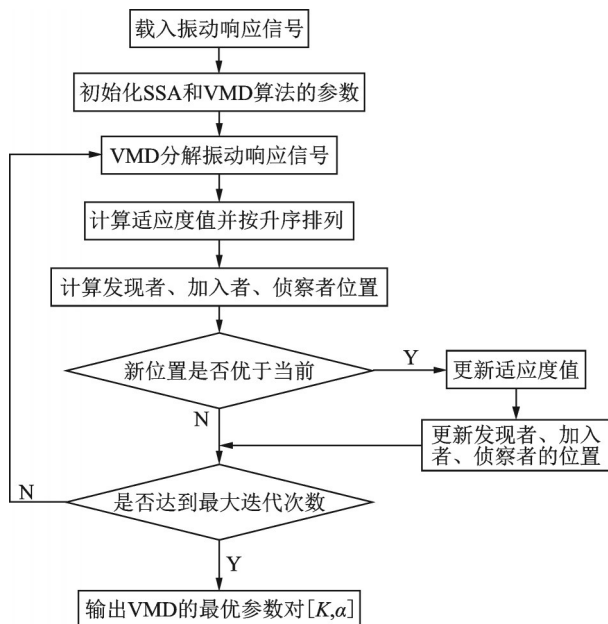 载入振动响应信号
初始化SSA和VMD算法的参数
VMD分解振动响应信号
计算适应度值并按升序排列
计算发现者、加入者、侦察者位置
新位置是否优于当前
Y
更新适应度值
N
更新发现者、加入
者、侦察者的位置
N
是否达到最大迭代次数
Y
输出VMD的最优参数对[K,α]